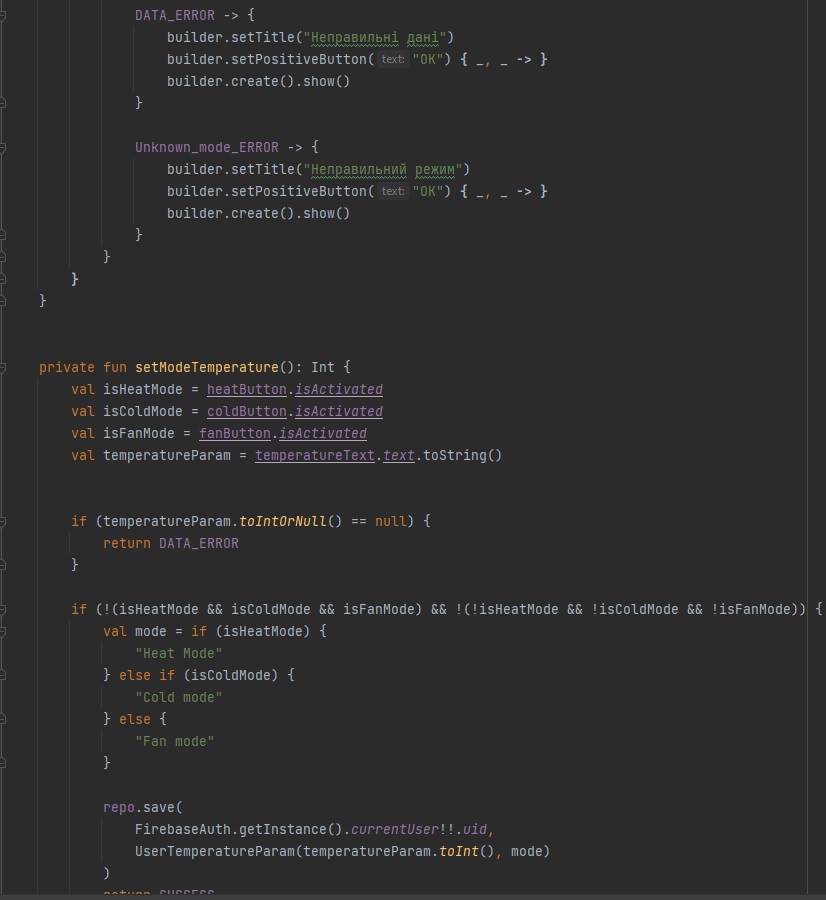 DATA_ERROR -> {
builder.setTitle("Неправильні дані")
builder.setPositiveButton( text: "OK") { _, _ -> }
builder.create().show()
}
Unknown_mode_ERROR -> {
builder.setTitle("Неправильний режим")
builder.setPositiveButton( text: "OK") { _, _ -> }
builder.create().show()
}
}
}
}
private fun setModeTemperature(): Int {
val isHeatMode = heatButton.isActivated
val isColdMode = coldButton.isActivated
val isFanMode = fanButton.isActivated
val temperatureParam = temperatureText.text.toString()
if (temperatureParam.toIntOrNull() == null) {
return DATA_ERROR
}
if (!(isHeatMode && isColdMode && isFanMode) && !(!isHeatMode && !isColdMode && !isFanMode)) {
val mode = if (isHeatMode) {
"Heat Mode"
} else if (isColdMode) {
"Cold mode"
} else {
"Fan mode"
}
repo.save(
FirebaseAuth.getInstance().currentUser!!.uid,
UserTemperatureParam(temperatureParam.toInt(), mode)
)
return SUCCESS